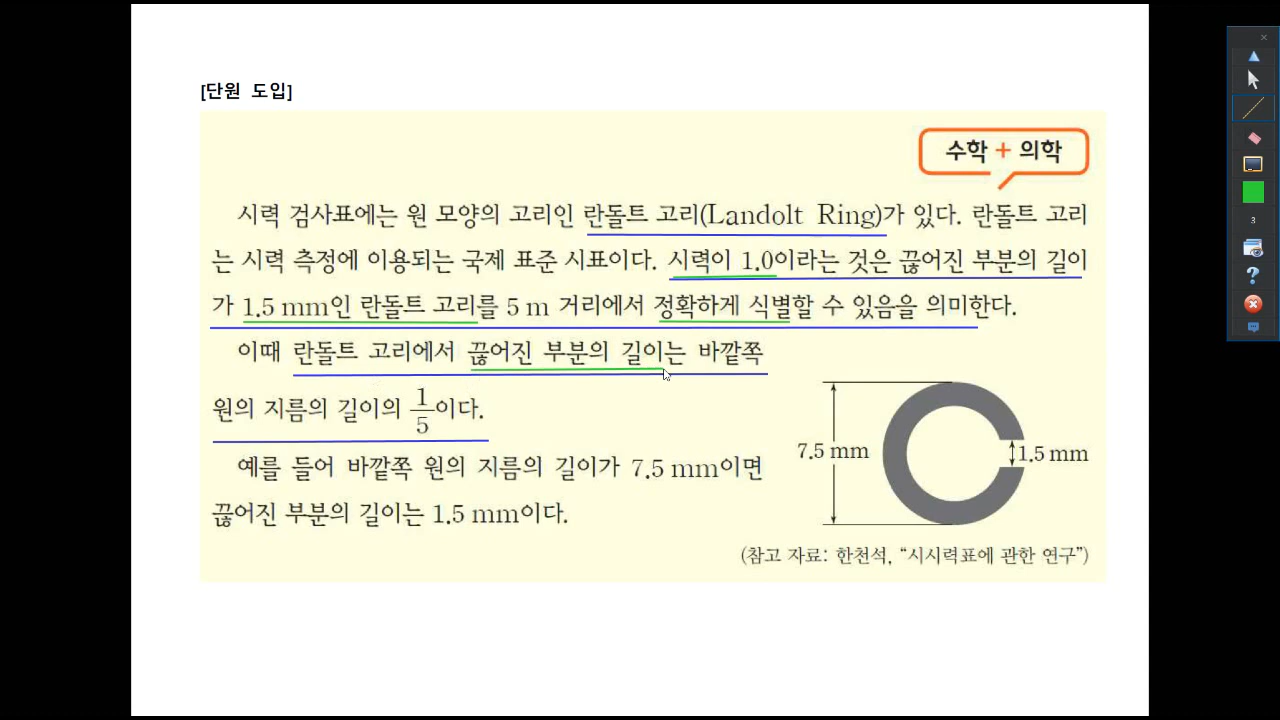 [단원 도입]
수학 + 의학
시력 검사표에는 원 모양의 고리인 란돌트 고리(Landolt Ring)가 있다. 란돌트 고리
는 시력 측정에 이용되는 국제 표준 시표이다. 시력이 1.0이라는 것은 끊어진 부분의 길이
가 1.5 mm인 란돌트 고리를 5 m 거리에서 정확하게 식별할 수 있음을 의미한다.
이때 란돌트 고리에서 끊어진 부분의 길이는 바깥쪽
원의 지름의 길이의 1/5이다.
예를 들어 바깥쪽 원의 지름의 길이가 7.5 mm이면
끊어진 부분의 길이는 1.5 mm이다.
7.5 mm
1.5 mm
(참고 자료: 한천석, “시시력표에 관한 연구”)
3